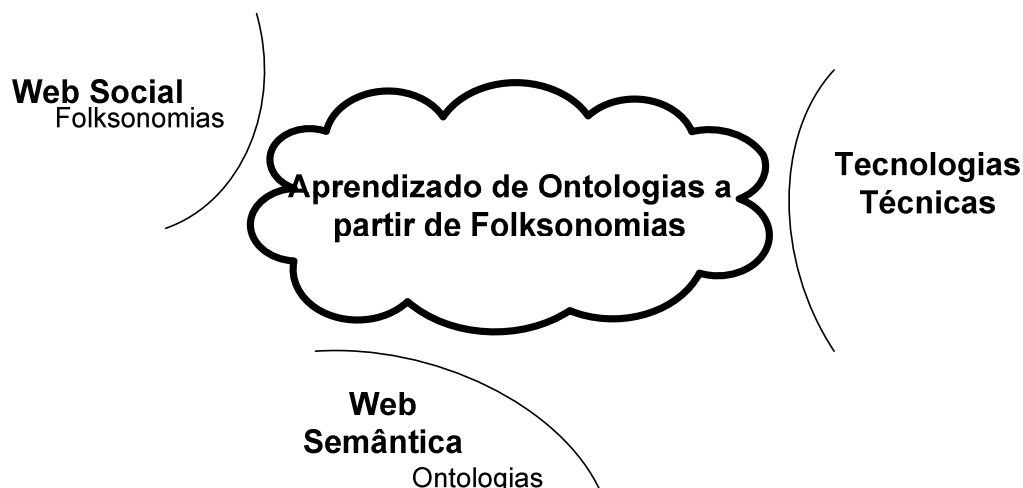 Web Social
Folksonomias
Aprendizado de Ontologias a
partir de Folksonomias
Tecnologias
Técnicas
Web
Semântica
Ontologias